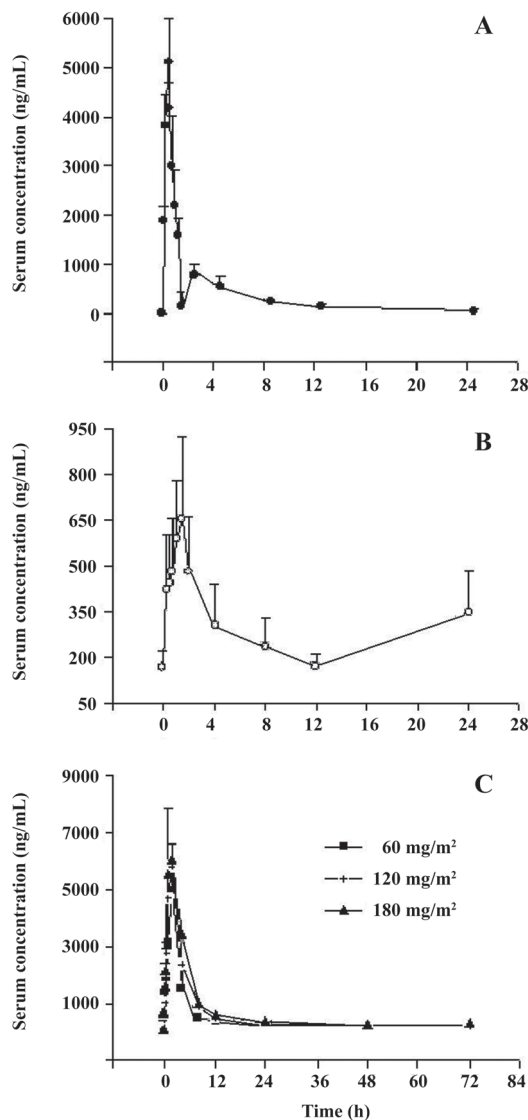 A
Serum concentration (ng/mL)
6000
5000
4000
3000
2000
1000
0
0 4 8 12 16 20 24 28
B
Serum concentration (ng/mL)
950
800
650
500
350
200
50
0 4 8 12 16 20 24 28
C
Serum concentration (ng/mL)
9000
7000
5000
3000
1000
60 mg/m²
120 mg/m²
180 mg/m²
0 12 24 36 48 60 72 84
Time (h)